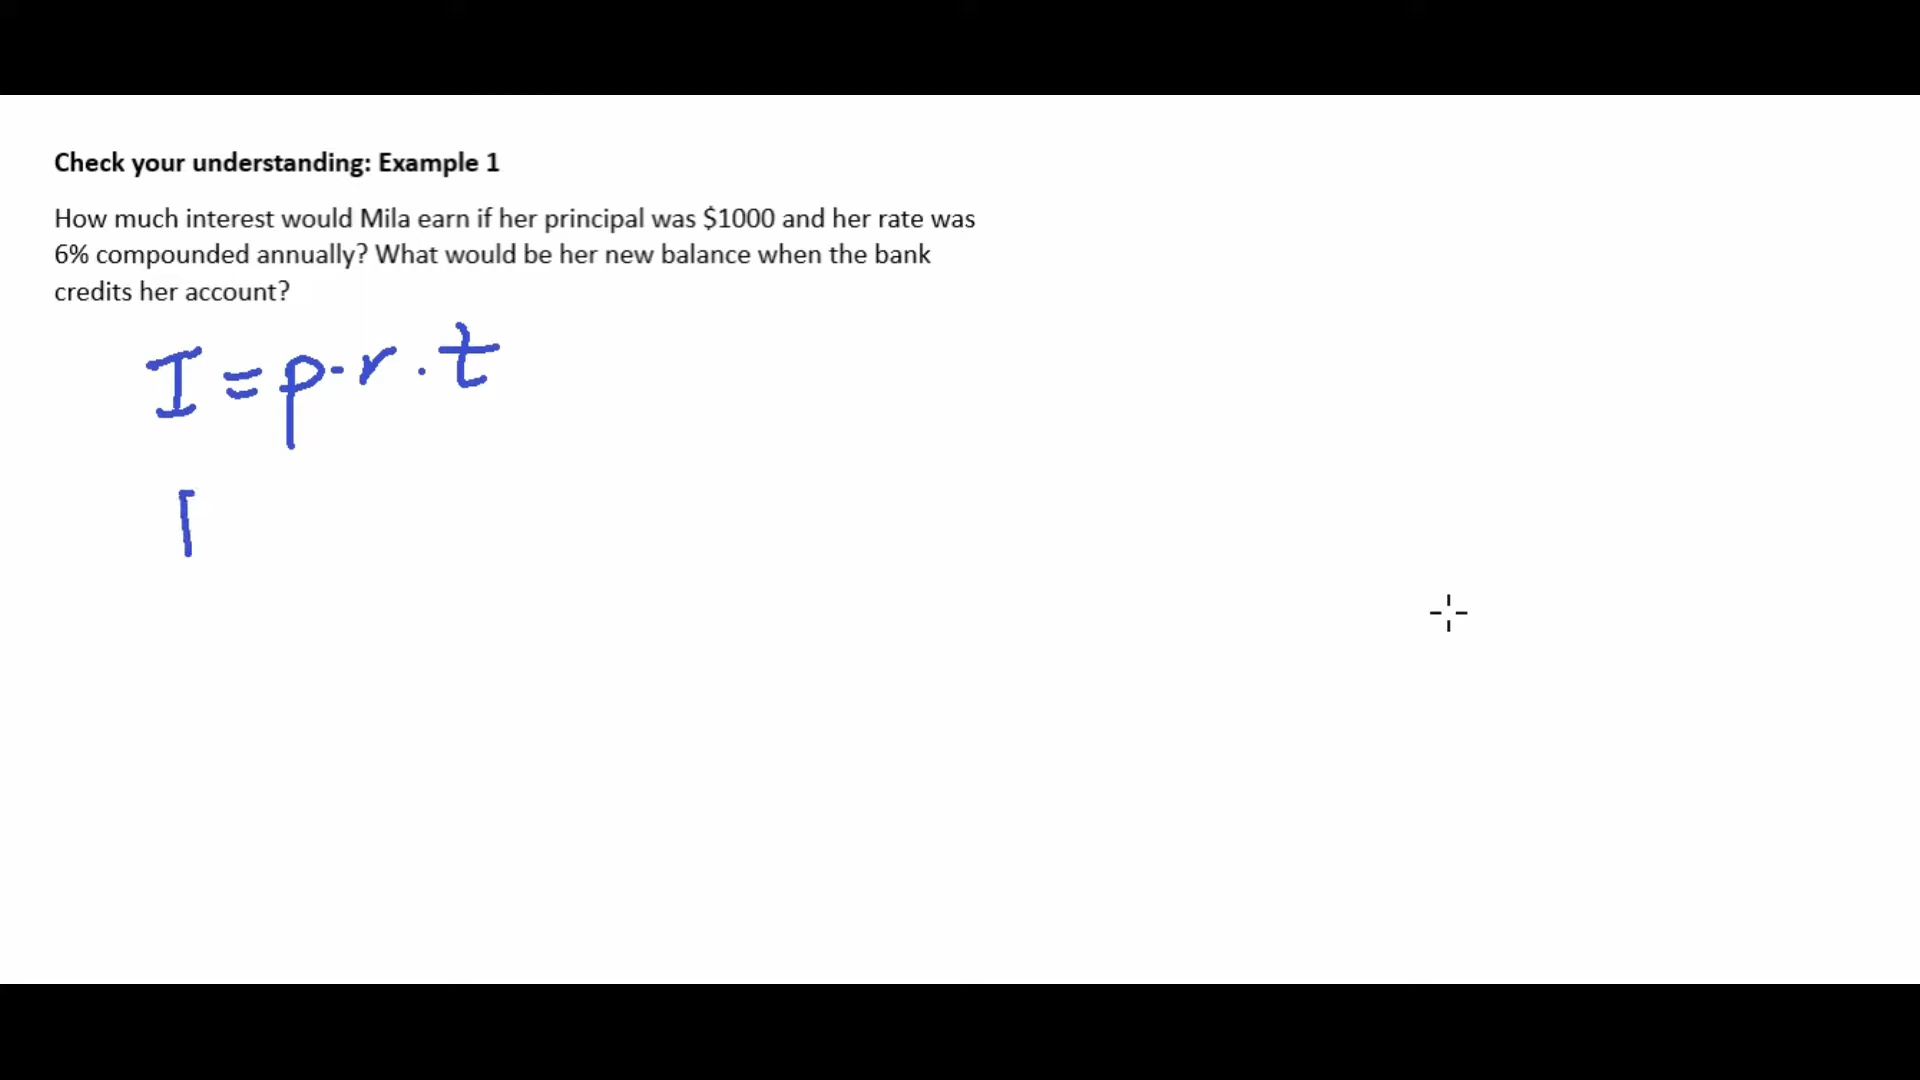 Check your understanding: Example 1
How much interest would Mila earn if her principal was $1000 and her rate was
6% compounded annually? What would be her new balance when the bank
credits her account?
I = p · r · t